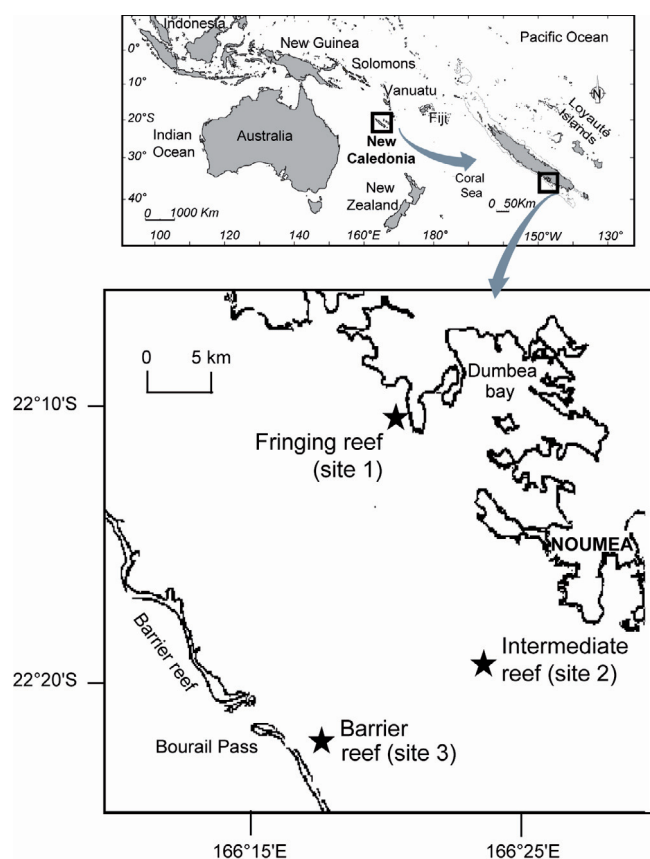 Indonesia
New Guinea
Pacific Ocean
0°
Solomons
10°
Vanuatu
N
Loyauté
Islands
20°S
Fiji
Indian
Ocean
Australia
New
Caledonia
30°
Coral
Sea
New
Zealand
40°
0 1000 Km
0 50Km
100
120
140
160°E
180°
150°W
130°
0 5 km
Dumbea
bay
22°10'S
Fringing reef
(site 1)
NOUMEA
Barrier reef
Intermediate
reef (site 2)
22°20'S
Bourail Pass
Barrier
reef (site 3)
166°15'E
166°25'E